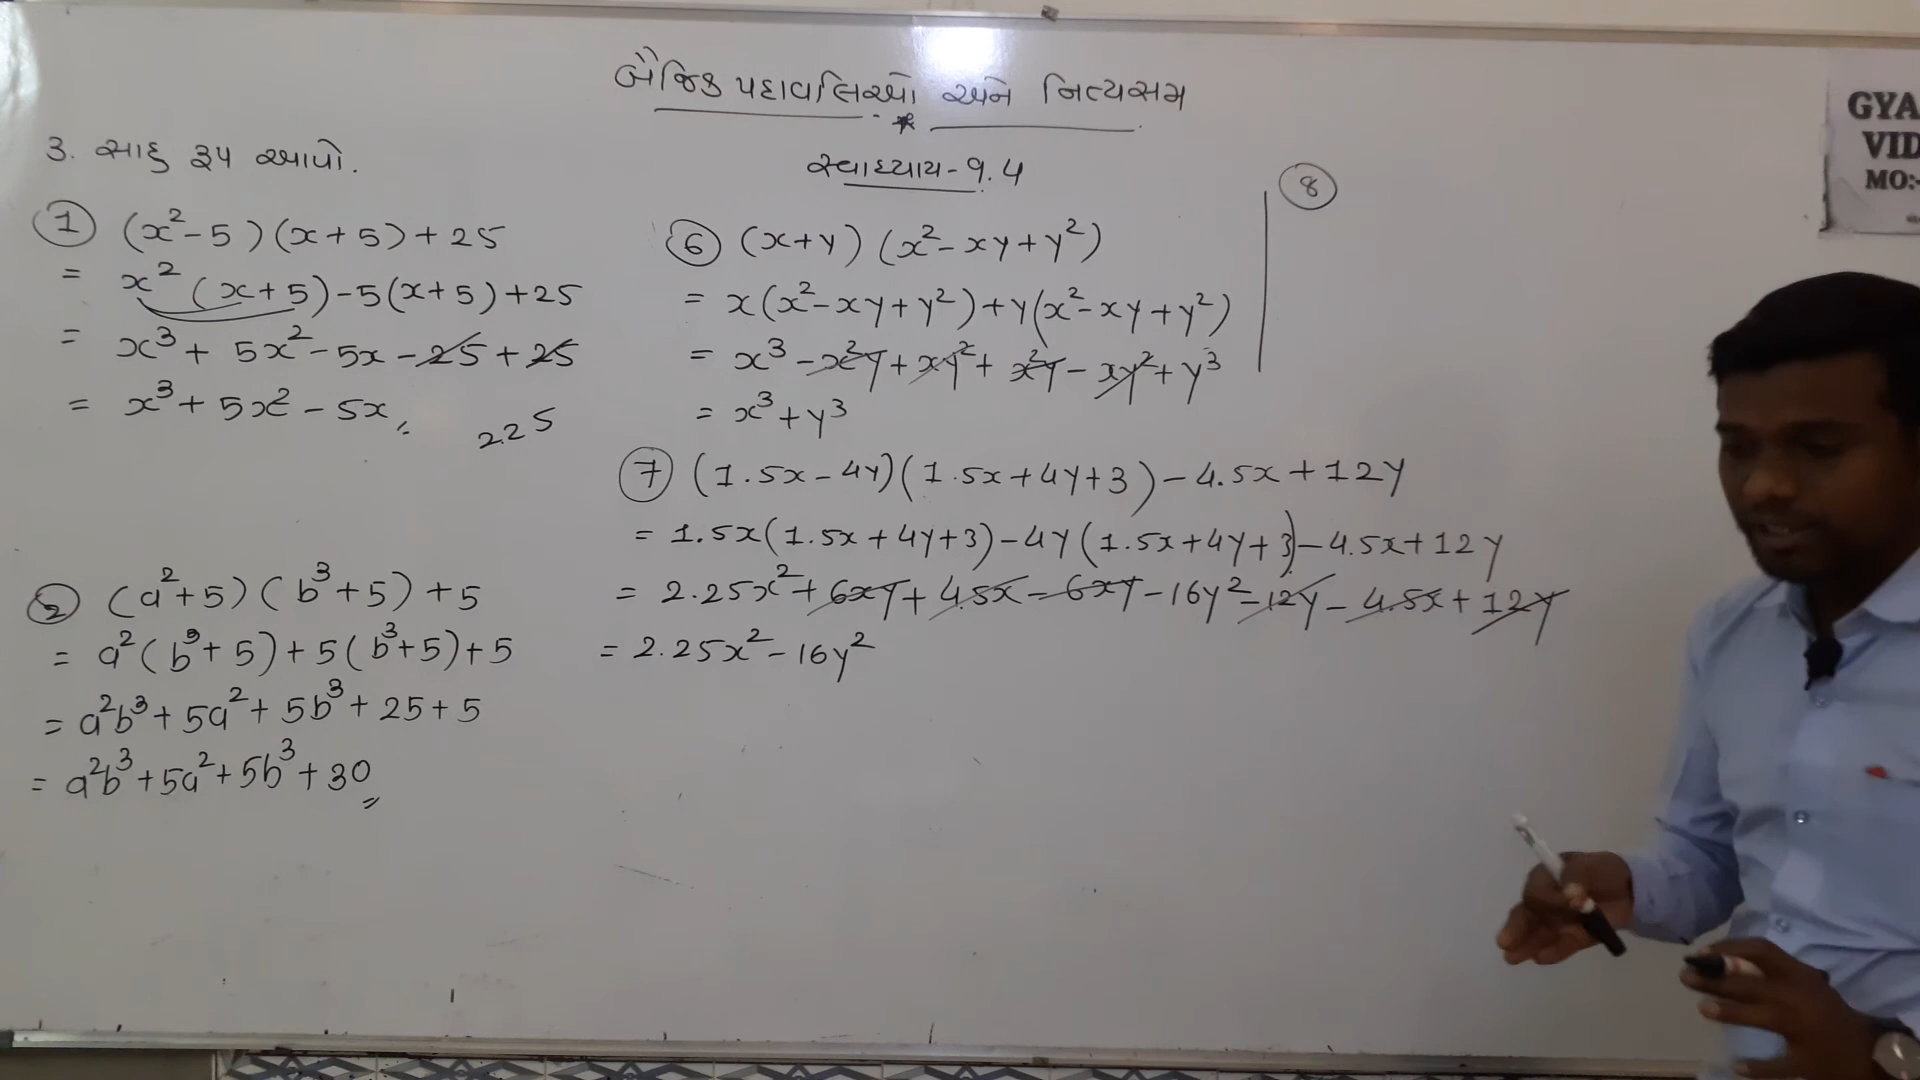 બૈજિક પદાવલિઓ અને નિત્યસમ
*
સ્વાધ્યાય - ૯.4
૩. સાદુ રૂપ આપો.
① (x² - 5)(x + 5) + 25
= x²(x + 5) - 5(x + 5) + 25
= x³ + 5x² - 5x - 25 + 25
= x³ + 5x² - 5x
2.25
② (a² + 5)(b³ + 5) + 5
= a²(b³ + 5) + 5(b³ + 5) + 5
= a²b³ + 5a² + 5b³ + 25 + 5
= a²b³ + 5a² + 5b³ + 30
⑥ (x + y)(x² - xy + y²)
= x(x² - xy + y²) + y(x² - xy + y²)
= x³ - x²y + xy² + x²y - xy² + y³
= x³ + y³
⑦ (1.5x - 4y)(1.5x + 4y + 3) - 4.5x + 12y
= 1.5x(1.5x + 4y + 3) - 4y(1.5x + 4y + 3) - 4.5x + 12y
= 2.25x² + 6xy + 4.5x - 6xy - 16y² - 12y - 4.5x + 12y
= 2.25x² - 16y²
⑧
GYA
VID
MO:-